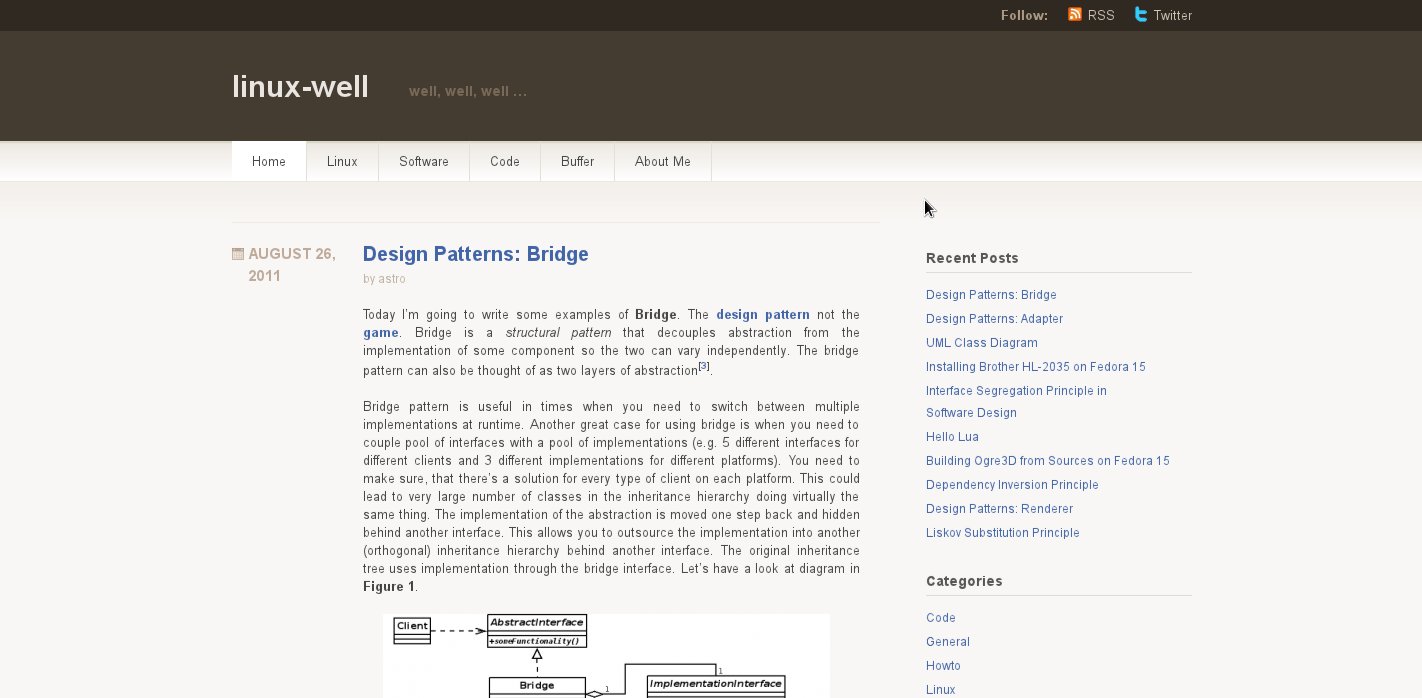 Follow: RSS Twitter
linux-well well, well, well ...
Home Linux Software Code Buffer About Me
AUGUST 26,
2011
Design Patterns: Bridge
by astro
Today I'm going to write some examples of Bridge. The design pattern not the
game. Bridge is a structural pattern that decouples abstraction from the
implementation of some component so the two can vary independently. The bridge
pattern can also be thought of as two layers of abstraction[3].
Bridge pattern is useful in times when you need to switch between multiple
implementations at runtime. Another great case for using bridge is when you need to
couple pool of interfaces with a pool of implementations (e.g. 5 different interfaces for
different clients and 3 different implementations for different platforms). You need to
make sure, that there's a solution for every type of client on each platform. This could
lead to very large number of classes in the inheritance hierarchy doing virtually the
same thing. The implementation of the abstraction is moved one step back and hidden
behind another interface. This allows you to outsource the implementation into another
(orthogonal) inheritance hierarchy behind another interface. The original inheritance
tree uses implementation through the bridge interface. Let's have a look at diagram in
Figure 1.
Client
AbstractInterface
+someFunctionality()
Bridge
1
1
ImplementationInterface
Recent Posts
Design Patterns: Bridge
Design Patterns: Adapter
UML Class Diagram
Installing Brother HL-2035 on Fedora 15
Interface Segregation Principle in
Software Design
Hello Lua
Building Ogre3D from Sources on Fedora 15
Dependency Inversion Principle
Design Patterns: Renderer
Liskov Substitution Principle
Categories
Code
General
Howto
Linux